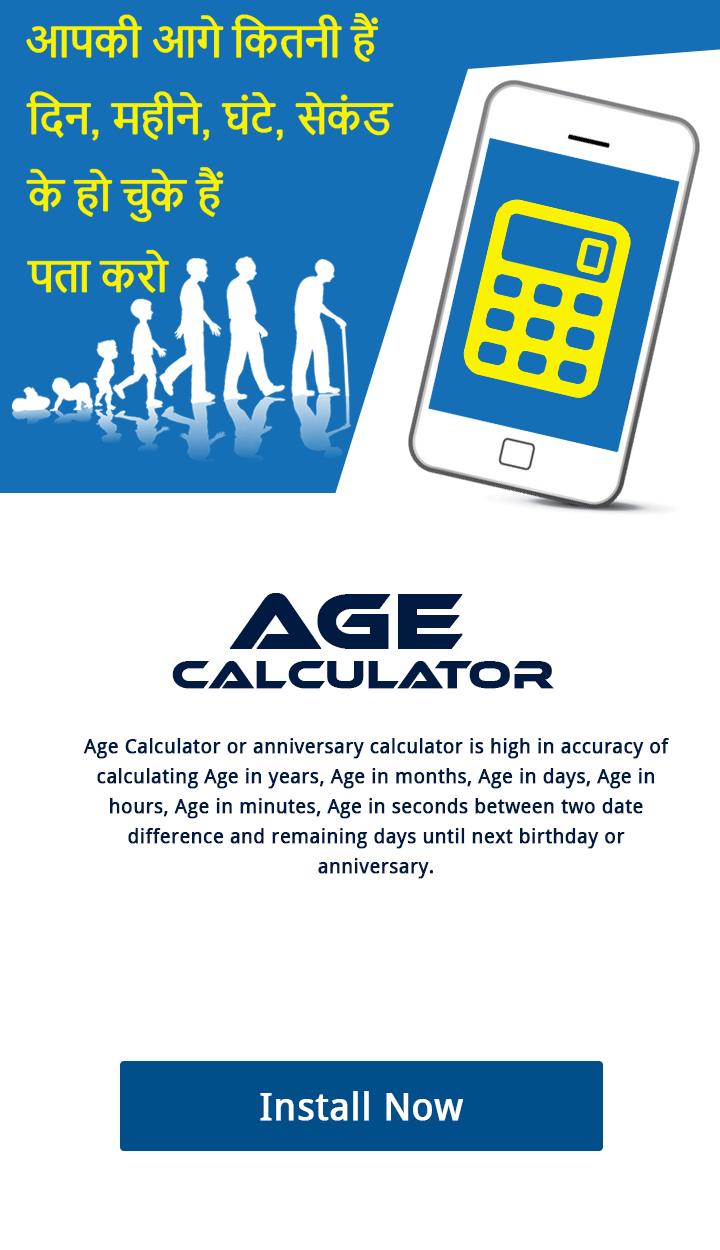 आपकी आगे कितनी हैं
दिन, महीने, घंटे, सेकंड
के हो चुके हैं
पता करो
AGE
CALCULATOR
Age Calculator or anniversary calculator is high in accuracy of
calculating Age in years, Age in months, Age in days, Age in
hours, Age in minutes, Age in seconds between two date
difference and remaining days until next birthday or
anniversary.
Install Now